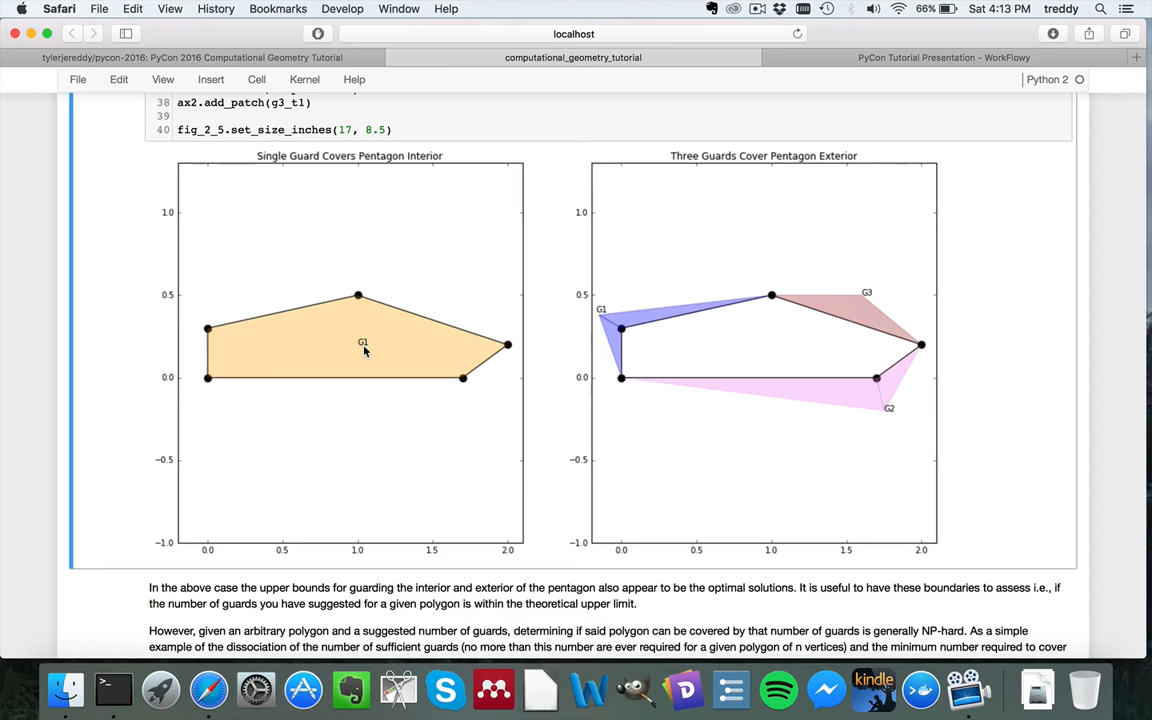 Safari File Edit View History Bookmarks Develop Window Help 66% Sat 4:13 PM treddy
localhost
tylerjereddy/pycon-2016: PyCon 2016 Computational Geometry Tutorial computational_geometry_tutorial PyCon Tutorial Presentation - WorkFlowy
File Edit View Insert Cell Kernel Help Python 2
38 ax2.add_patch(g3_t1)
39
40 fig_2_5.set_size_inches(17, 8.5)
Single Guard Covers Pentagon Interior
1.0
0.5
0.0
−0.5
−1.0
0.0 0.5 1.0 1.5 2.0
G1
Three Guards Cover Pentagon Exterior
1.0
0.5
0.0
−0.5
−1.0
0.0 0.5 1.0 1.5 2.0
G1
G3
G2
In the above case the upper bounds for guarding the interior and exterior of the pentagon also appear to be the optimal solutions. It is useful to have these boundaries to assess i.e., if
the number of guards you have suggested for a given polygon is within the theoretical upper limit.
However, given an arbitrary polygon and a suggested number of guards, determining if said polygon can be covered by that number of guards is generally NP-hard. As a simple
example of the dissociation of the number of sufficient guards (no more than this number are ever required for a given polygon of n vertices) and the minimum number required to cover
kindle